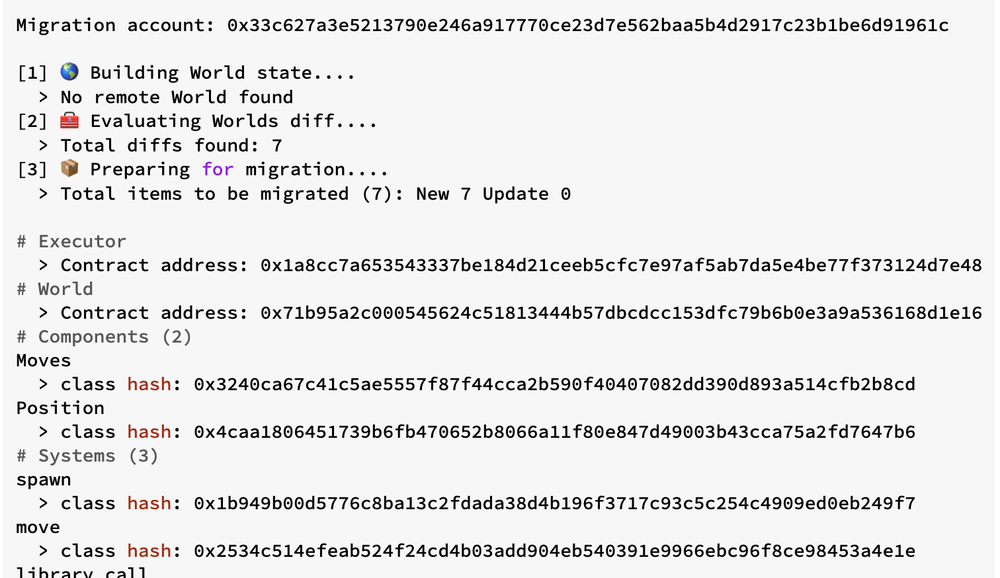 Migration account: 0x33c627a3e5213790e246a917770ce23d7e562baa5b4d2917c23b1be6d91961c
[1] 🌎 Building World state....
> No remote World found
[2] 🧰 Evaluating Worlds diff....
> Total diffs found: 7
[3] 📦 Preparing for migration....
> Total items to be migrated (7): New 7 Update 0
# Executor
> Contract address: 0x1a8cc7a653543337be184d21ceeb5cfc7e97af5ab7da5e4be77f373124d7e48
# World
> Contract address: 0x71b95a2c000545624c51813444b57dbcdcc153dfc79b6b0e3a9a536168d1e16
# Components (2)
Moves
> class hash: 0x3240ca67c41c5ae5557f87f44cca2b590f40407082dd390d893a514cfb2b8cd
Position
> class hash: 0x4caa1806451739b6fb470652b8066a11f80e847d49003b43cca75a2fd7647b6
# Systems (3)
spawn
> class hash: 0x1b949b00d5776c8ba13c2fdada38d4b196f3717c93c5c254c4909ed0eb249f7
move
> class hash: 0x2534c514efeab524f24cd4b03add904eb540391e9966ebc96f8ce98453a4e1e
library_call